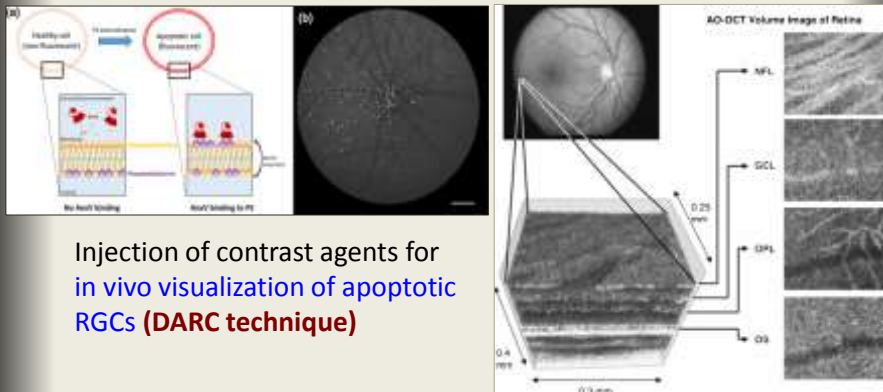 (a)
Healthy cell
(non fluorescent)
Apoptotic cell
(fluorescent)
No AnxV binding
AnxV binding to PS
(b)
Injection of contrast agents for
in vivo visualization of apoptotic
RGCs (DARC technique)
AO-OCT Volume Image of Retina
NFL
GCL
OPL
OS
0.25
mm
0.4
mm
0.3 mm